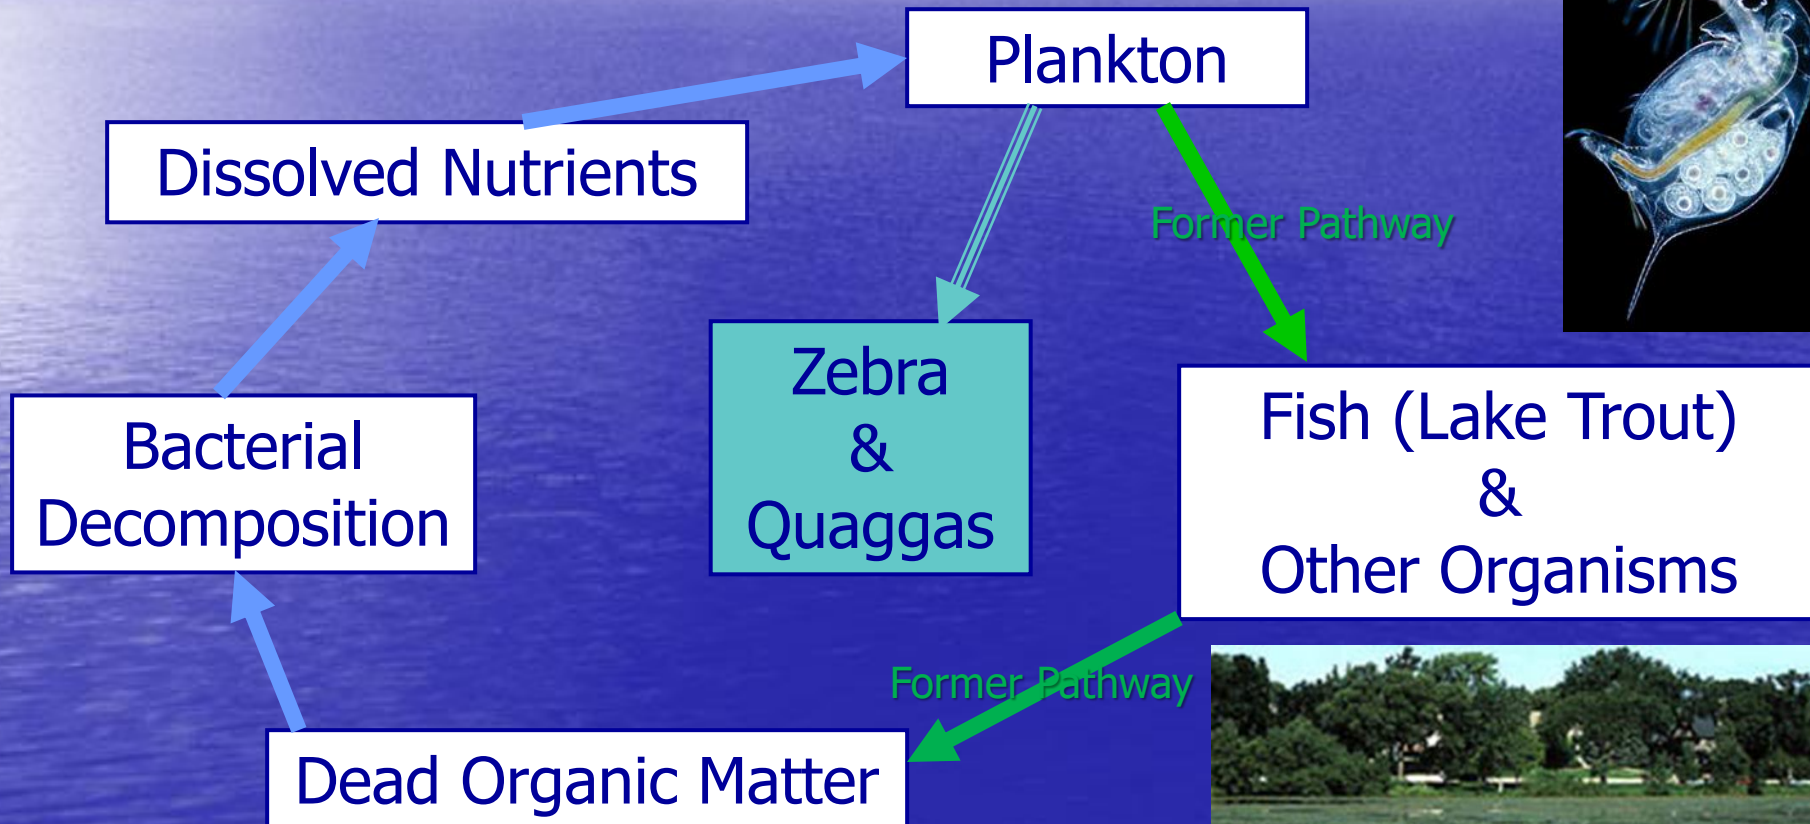 Plankton
Dissolved Nutrients
Former Pathway
Zebra
&
Quaggas
Fish (Lake Trout)
&
Other Organisms
Bacterial
Decomposition
Former Pathway
Dead Organic Matter